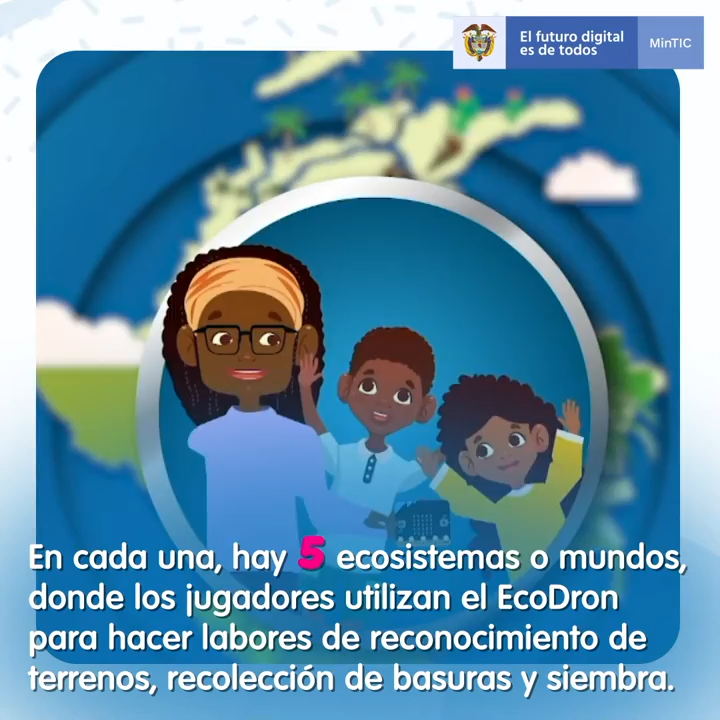 El futuro digital
es de todos
MinTIC
En cada una, hay 5 ecosistemas o mundos,
donde los jugadores utilizan el EcoDron
para hacer labores de reconocimiento de
terrenos, recolección de basuras y siembra.